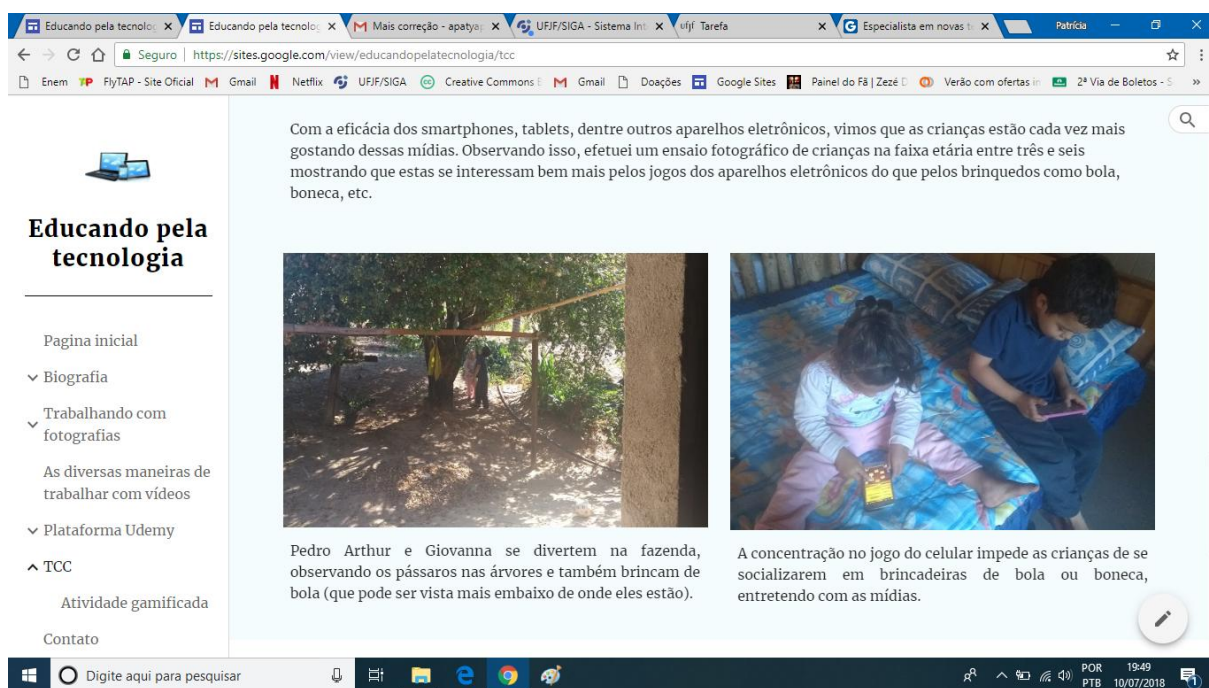 Educando pela tecnolog
Educando pela tecnolog
Mais correção - apatyap
UFJF/SIGA - Sistema Int
ufjf Tarefa
Especialista em novas t
Patrícia
Seguro
https://sites.google.com/view/educandopelatecnologia/tcc
Enem
FlyTAP - Site Oficial
Gmail
Netflix
UFJF/SIGA
Creative Commons
Gmail
Doações
Google Sites
Painel do Fã | Zezé
Verão com ofertas
2ª Via de Boletos -
Educando pela
tecnologia
Pagina inicial
Biografia
Trabalhando com
fotografias
As diversas maneiras de
trabalhar com vídeos
Plataforma Udemy
TCC
Atividade gamificada
Contato
Com a eficácia dos smartphones, tablets, dentre outros aparelhos eletrônicos, vimos que as crianças estão cada vez mais
gostando dessas mídias. Observando isso, efetuei um ensaio fotográfico de crianças na faixa etária entre três e seis
mostrando que estas se interessam bem mais pelos jogos dos aparelhos eletrônicos do que pelos brinquedos como bola,
boneca, etc.
Pedro Arthur e Giovanna se divertem na fazenda,
observando os pássaros nas árvores e também brincam de
bola (que pode ser vista mais embaixo de onde eles estão).
A concentração no jogo do celular impede as crianças de se
socializarem em brincadeiras de bola ou boneca,
entretendo com as mídias.
Digite aqui para pesquisar
POR
PTB
19:49
10/07/2018